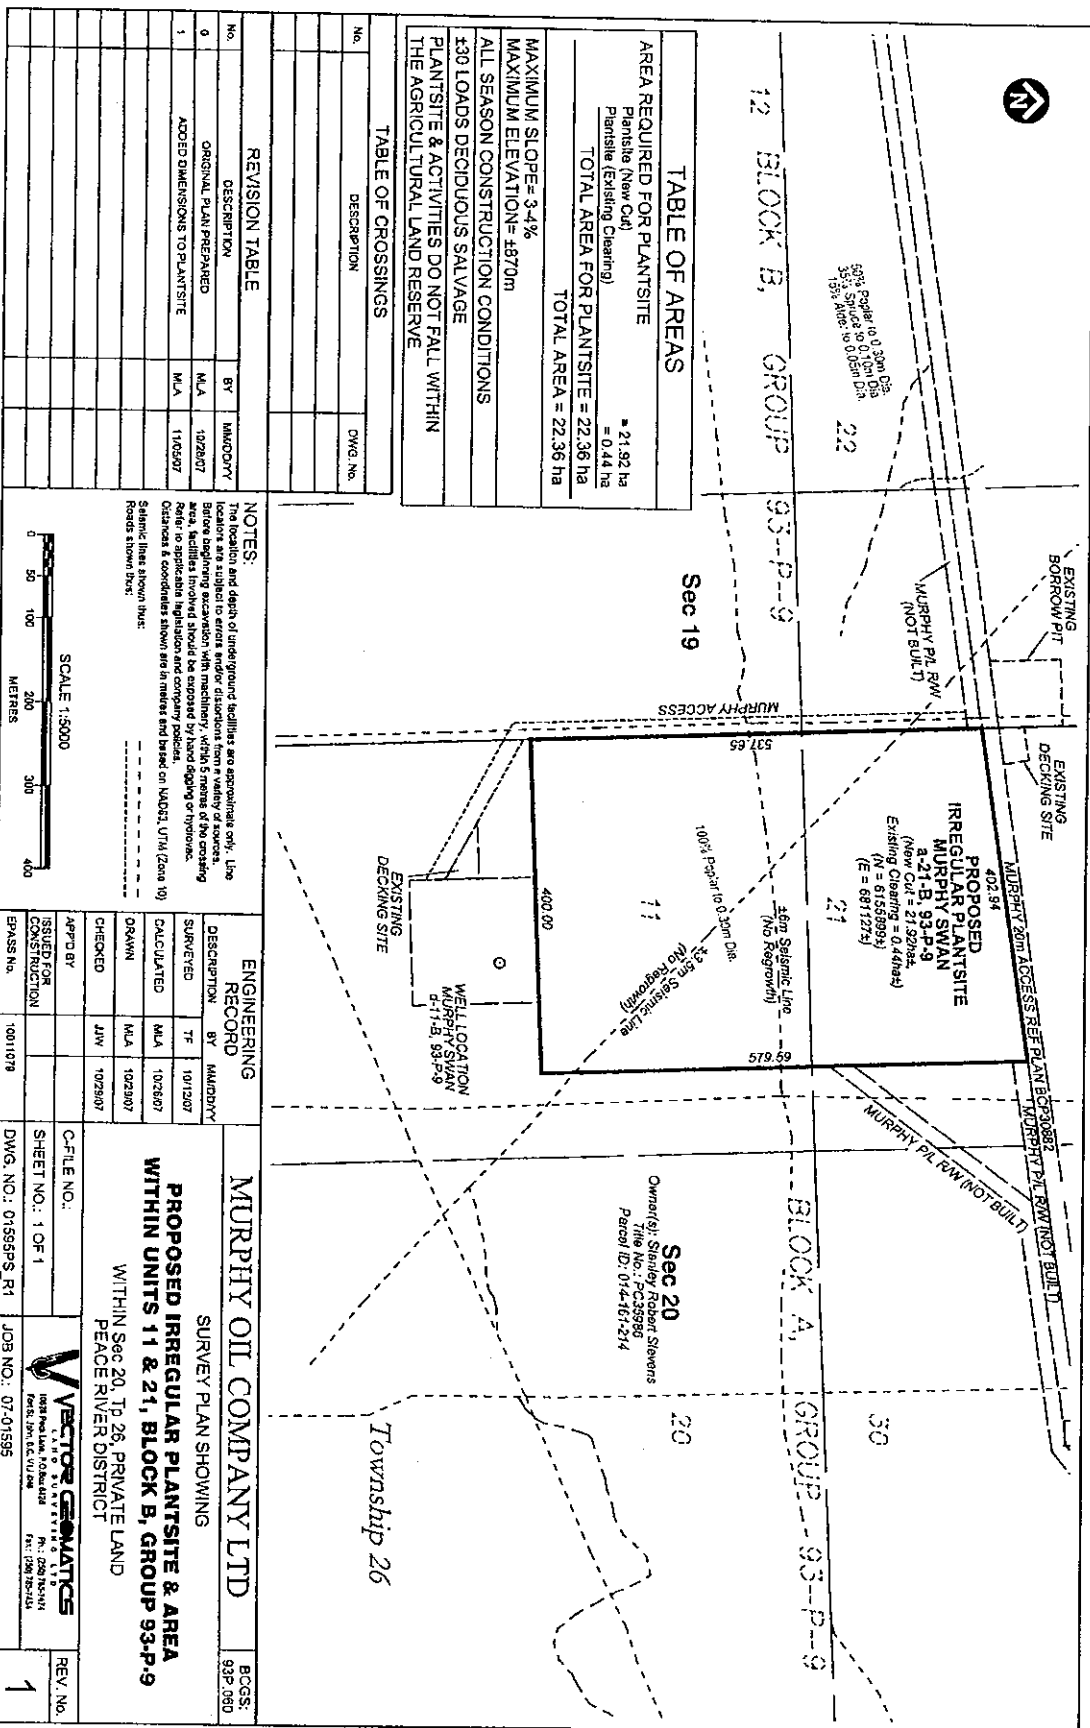 N
12 BLOCK B, GROUP 93-P-9
22
50% Poplar to 0.30m Dia.
35% Spruce to 0.10m Dia.
15% Alder to 0.05m Dia.
EXISTING
BORROW PIT
MURPHY P/L R/W
(NOT BUILT)
Sec 19
MURPHY ACCESS
EXISTING
DECKING SITE
MURPHY 20m ACCESS REF PLAN BCP30882
MURPHY P/L R/W (NOT BUILT)
402.94
PROPOSED
IRREGULAR PLANTSITE
MURPHY SWAN
a-21-B, 93-P-9
(New Cut = 21.92ha±,
Existing Clearing = 0.44ha±)
(N = 6155899±)
(E = 681127±)
21
537.65
±6m Seismic Line
(No Regrowth)
100% Poplar to 0.30m Dia.
±3.5m Seismic Line
(No Regrowth)
11
400.00
579.69
MURPHY P/L R/W (NOT BUILT)
EXISTING
DECKING SITE
WELL LOCATION
MURPHY SWAN
d-11-B, 93-P-9
BLOCK A, GROUP 93-P-9
30
Sec 20
Owner(s): Stanley Robert Stevens
Title No.: PC35986
Parcel ID: 014-161-214
20
Township 26
TABLE OF AREAS
AREA REQUIRED FOR PLANTSITE
Plantsite (New Cut) = 21.92 ha
Plantsite (Existing Clearing) = 0.44 ha
TOTAL AREA FOR PLANTSITE = 22.36 ha
TOTAL AREA = 22.36 ha
MAXIMUM SLOPE= 3-4%
MAXIMUM ELEVATION= ±870m
ALL SEASON CONSTRUCTION CONDITIONS
±30 LOADS DECIDUOUS SALVAGE
PLANTSITE & ACTIVITIES DO NOT FALL WITHIN
THE AGRICULTURAL LAND RESERVE
TABLE OF CROSSINGS
No. DESCRIPTION DWG. No.
REVISION TABLE
No. DESCRIPTION BY MM/DD/YY
0 ORIGINAL PLAN PREPARED MLA 10/28/07
1 ADDED DIMENSIONS TO PLANTSITE MLA 11/05/07
NOTES:
The location and depth of underground facilities are approximate only. Line
locators are subject to errors and/or distortions from a variety of sources.
Before beginning excavation with machinery, within 5 metres of the crossing
area, facilities involved should be exposed by hand digging or hydrovac.
Refer to applicable legislation and company policies.
Distances & coordinates shown are in metres and based on NAD83, UTM (Zone 10)
Seismic lines shown thus:
Roads shown thus:
SCALE 1:5000
0 50 100 200 300 400
METRES
ENGINEERING
RECORD
DESCRIPTION BY MM/DD/YY
SURVEYED TF 10/12/07
CALCULATED MLA 10/26/07
DRAWN MLA 10/29/07
CHECKED JJW 10/29/07
APP'D BY
ISSUED FOR
CONSTRUCTION
EPASS No. 10011079
MURPHY OIL COMPANY LTD
BCGS:
93P.060
SURVEY PLAN SHOWING
PROPOSED IRREGULAR PLANTSITE & AREA
WITHIN UNITS 11 & 21, BLOCK B, GROUP 93-P-9
WITHIN Sec 20, Tp 26, PRIVATE LAND
PEACE RIVER DISTRICT
C-FILE NO.:
SHEET NO.: 1 OF 1
DWG. NO.: 01595PS_R1
VECTOR GEOMATICS
LAND SURVEYING LTD
JOB NO.: 07-01595
REV. No.
1